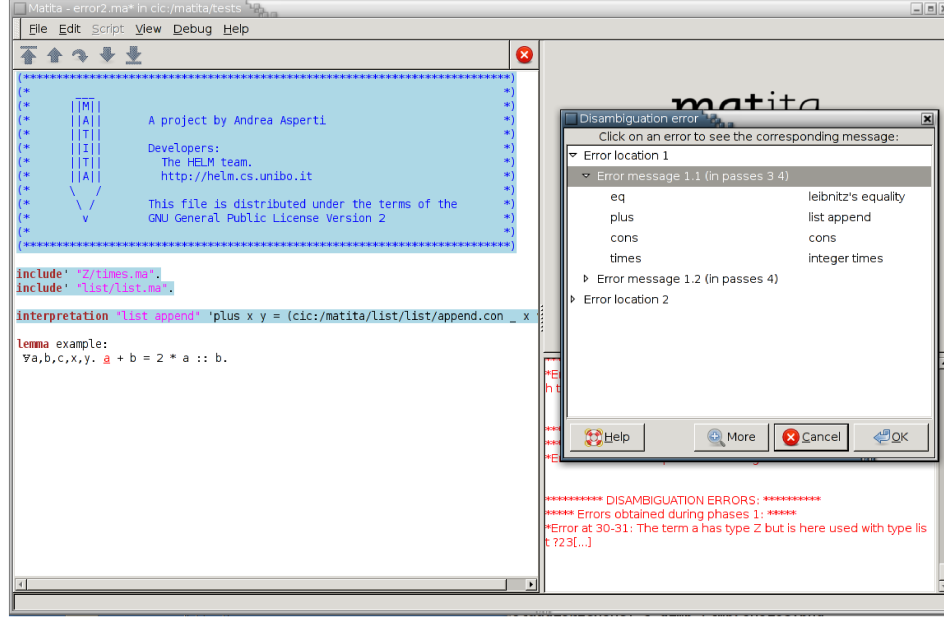 Matita - error2.ma* in cic:/matita/tests
File Edit Script View Debug Help
(**************************************************************************)
(* ___ *)
(* ||M|| *)
(* ||A|| A project by Andrea Asperti *)
(* ||T|| *)
(* ||I|| Developers: *)
(* ||T|| The HELM team. *)
(* ||A|| http://helm.cs.unibo.it *)
(* \ / *)
(* \ / This file is distributed under the terms of the *)
(* v GNU General Public License Version 2 *)
(* *)
(**************************************************************************)
include' "Z/times.ma".
include' "list/list.ma".
interpretation "list append" 'plus x y = (cic:/matita/list/list/append.con _ x
lemma example:
∀a,b,c,x,y. a + b = 2 * a :: b.
matita
Disambiguation error
Click on an error to see the corresponding message:
Error location 1
Error message 1.1 (in passes 3 4)
eq leibnitz's equality
plus list append
cons cons
times integer times
Error message 1.2 (in passes 4)
Error location 2
Help More Cancel OK
********** DISAMBIGUATION ERRORS: **********
***** Errors obtained during phases 1: *****
*Error at 30-31: The term a has type Z but is here used with type lis
t ?23[...]